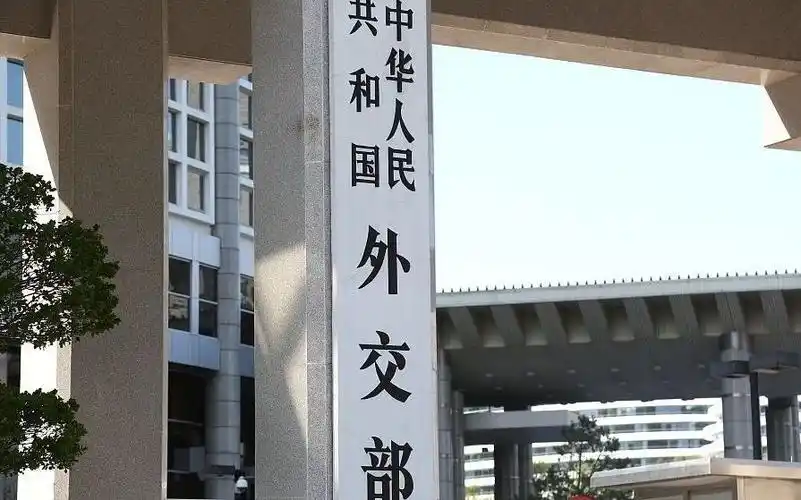 中华人民
共和国
外交部